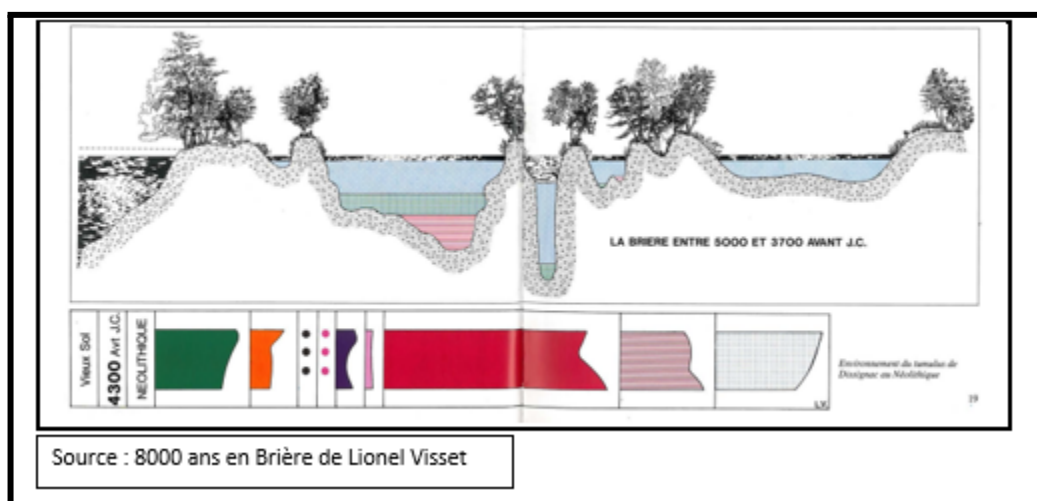 LA BRIERE ENTRE 5000 ET 3700 AVANT J.C.
Vieux Sol
4300 Avt J.C.
NEOLITHIQUE
Environnement du tumulus de
Dissignac au Néolithique
L.V.
19
Source : 8000 ans en Brière de Lionel Visset